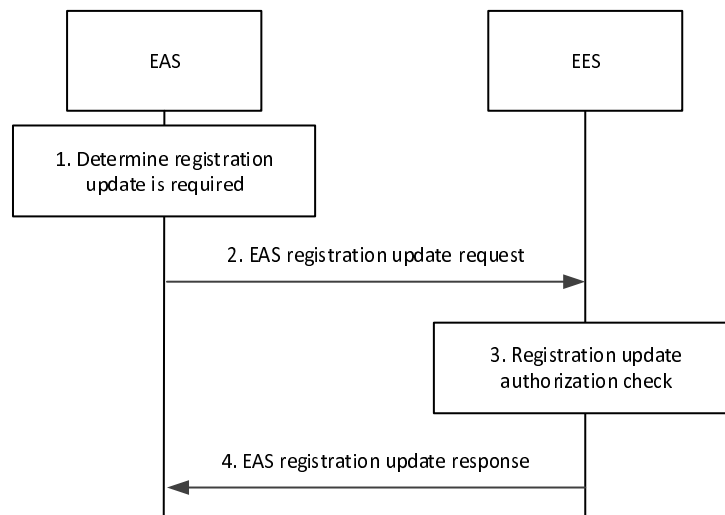 EAS
EES
1. Determine registration
update is required
2. EAS registration update request
3. Registration update
authorization check
4. EAS registration update response